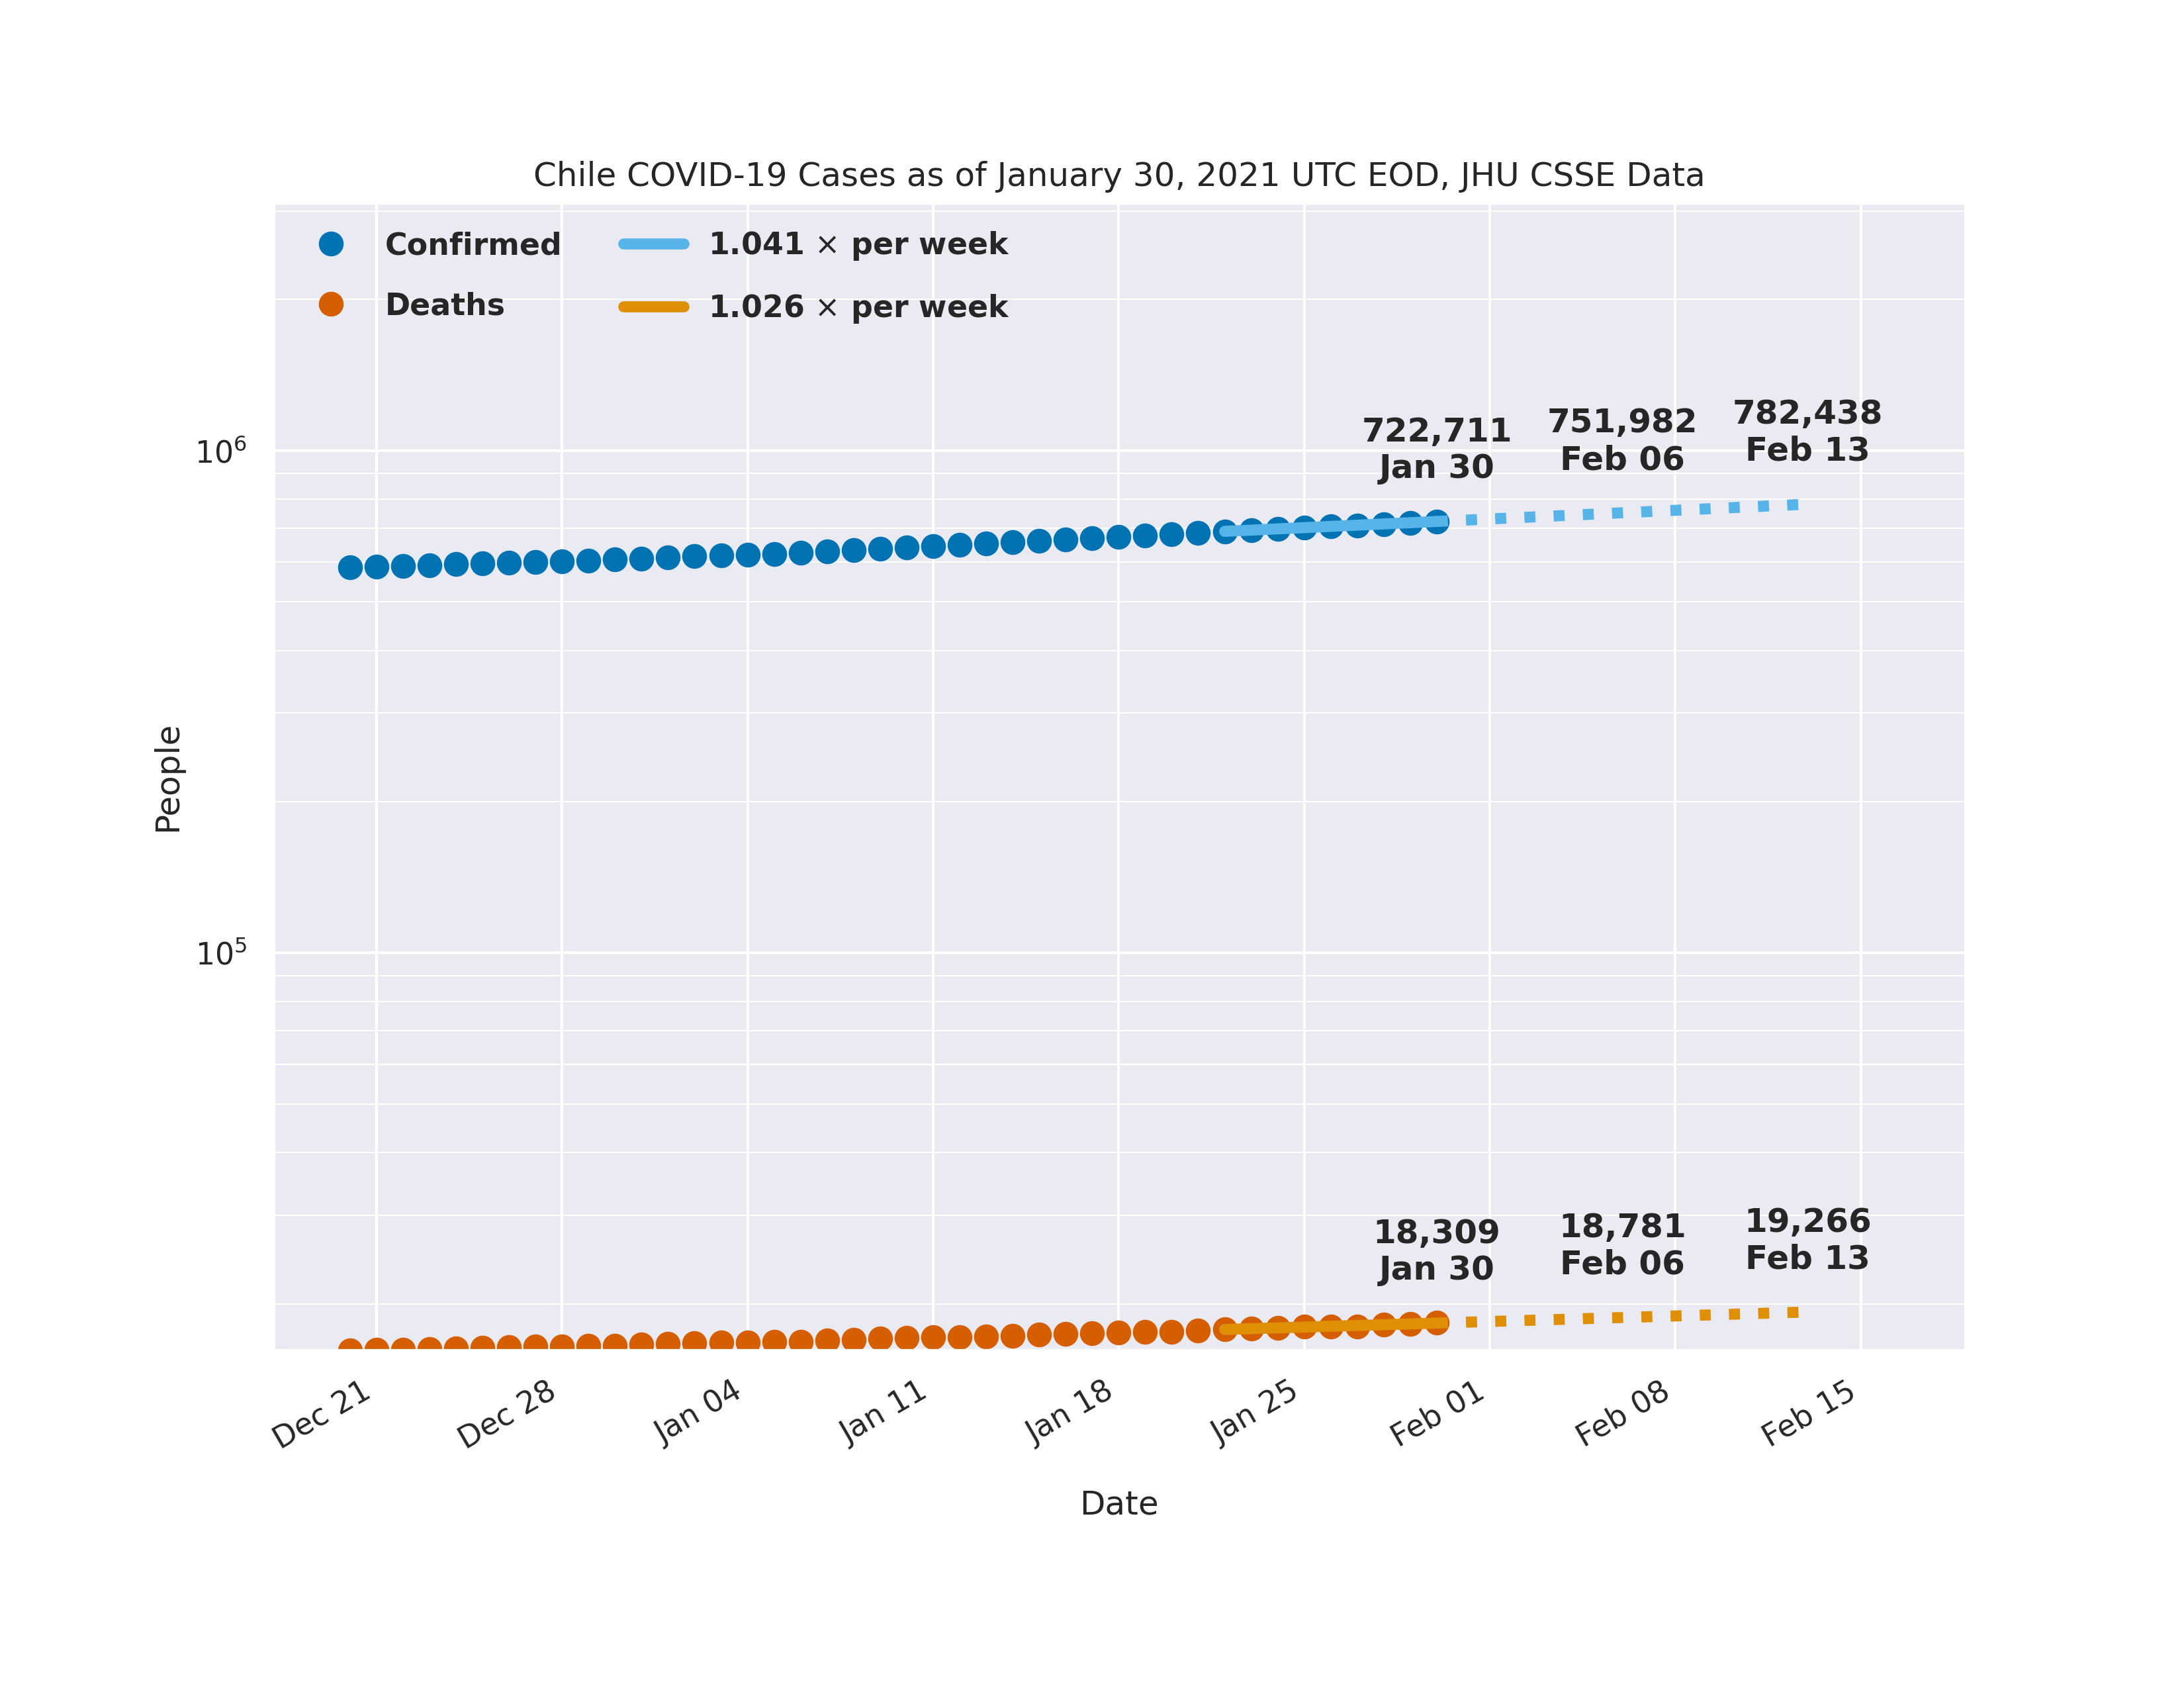 Chile COVID-19 Cases as of January 30, 2021 UTC EOD, JHU CSSE Data
Confirmed
Deaths
1.041 × per week
1.026 × per week
722,711
Jan 30
751,982
Feb 06
782,438
Feb 13
10⁶
People
10⁵
18,309
Jan 30
18,781
Feb 06
19,266
Feb 13
Dec 21
Dec 28
Jan 04
Jan 11
Jan 18
Jan 25
Feb 01
Feb 08
Feb 15
Date